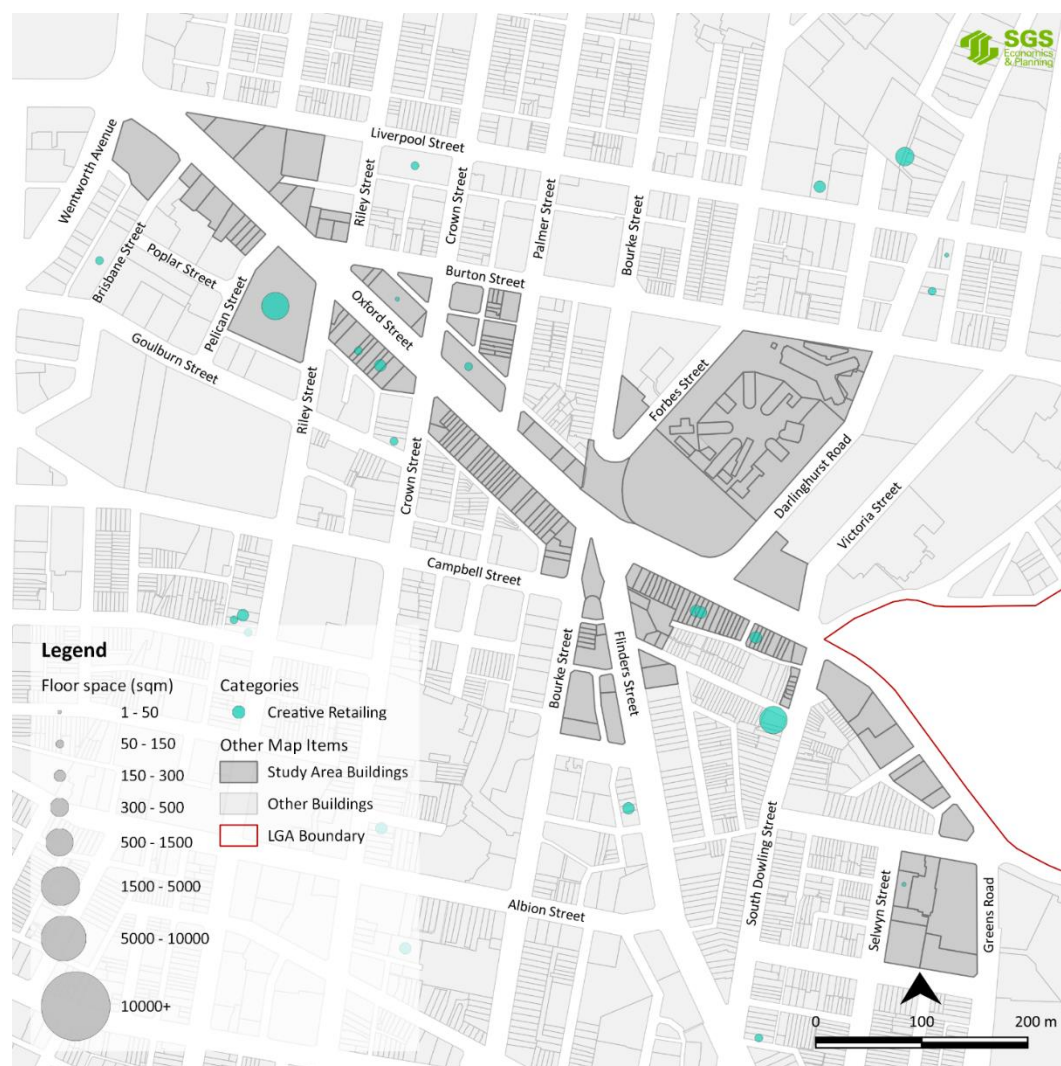 SGS
Economics
& Planning
Wentworth Avenue
Liverpool Street
Riley Street
Crown Street
Palmer Street
Bourke Street
Brisbane Street
Poplar Street
Pelican Street
Burton Street
Oxford Street
Goulburn Street
Riley Street
Forbes Street
Crown Street
Darlinghurst Road
Victoria Street
Campbell Street
Bourke Street
Flinders Street
South Dowling Street
Albion Street
Selwyn Street
Greens Road
Legend
Floor space (sqm)
1 - 50
50 - 150
150 - 300
300 - 500
500 - 1500
1500 - 5000
5000 - 10000
10000+
Categories
Creative Retailing
Other Map Items
Study Area Buildings
Other Buildings
LGA Boundary
0 100 200 m